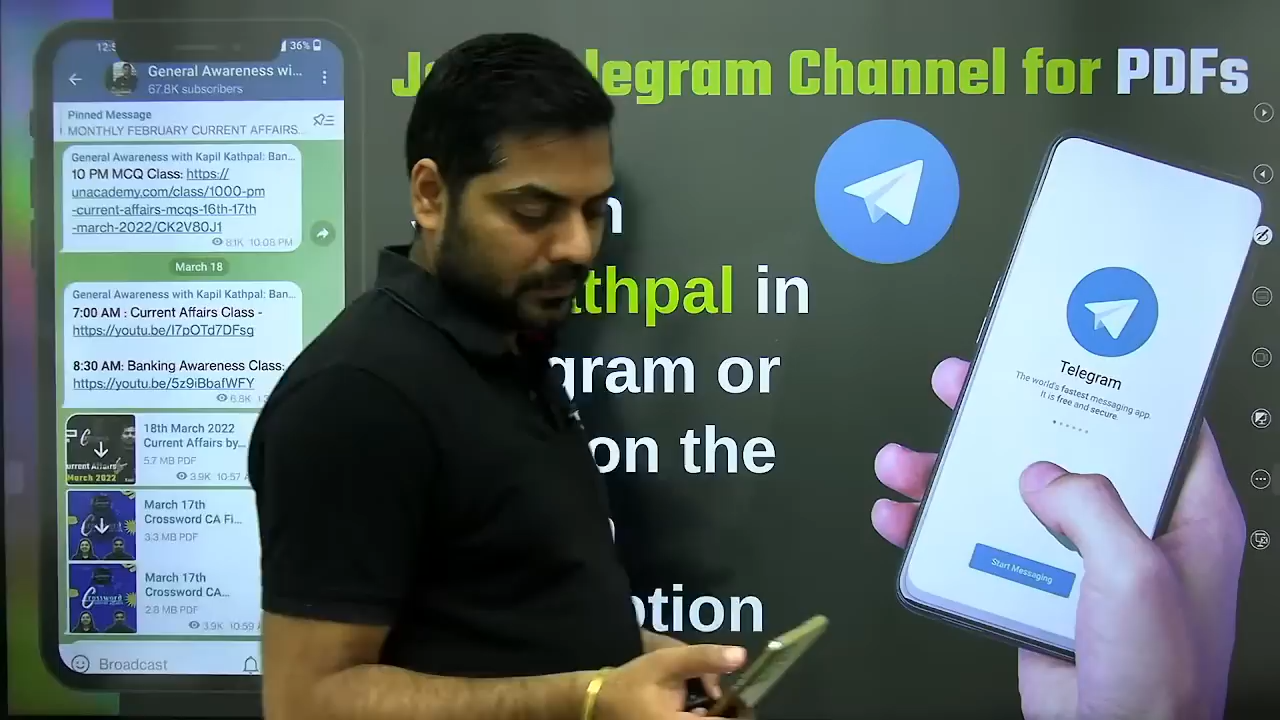 36%
General Awareness wi...
67.8K subscribers
Pinned Message
MONTHLY FEBRUARY CURRENT AFFAIRS...
General Awareness with Kapil Kathpal: Ban...
10 PM MCQ Class: https://
unacademy.com/class/1000-pm
-current-affairs-mcqs-16th-17th
-march-2022/CK2V80J1
8.1K 10:08 PM
March 18
General Awareness with Kapil Kathpal: Ban...
7:00 AM : Current Affairs Class -
https://youtu.be/I7pOTd7DFsg
8:30 AM: Banking Awareness Class:
https://youtu.be/5z9iBbafWFY
6.8K
18th March 2022
Current Affairs by...
5.7 MB PDF
3.9K 10:57
March 2022
March 17th
Crossword CA Fi...
3.3 MB PDF
March 17th
Crossword CA...
2.8 MB PDF
Crossword
3.9K 10:59
Broadcast
legram Channel for PDFs
athpal in
gram or
on the
ption
Telegram
The world's fastest messaging app.
It is free and secure.
Start Messaging